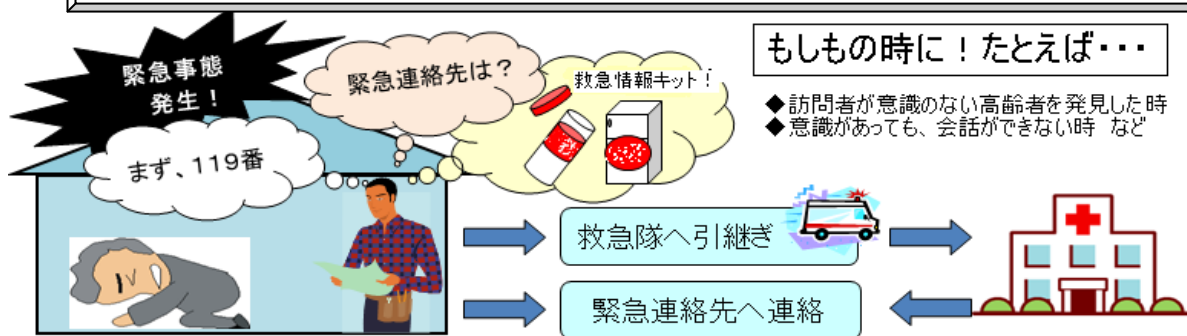 緊急事態
発生！
緊急連絡先は？
救急情報キット！
まず、119番
もしもの時に！たとえば・・・
◆訪問者が意識のない高齢者を発見した時
◆意識があっても、会話ができない時　など
救急隊へ引継ぎ
緊急連絡先へ連絡